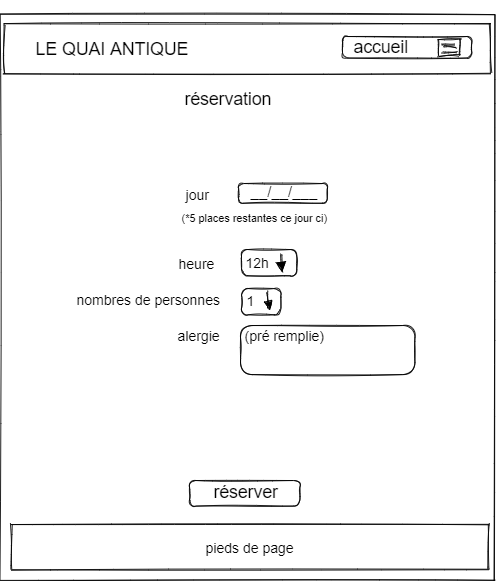 LE QUAI ANTIQUE
accueil
réservation
jour __/__/___
(*5 places restantes ce jour ci)
heure 12h
nombres de personnes 1
alergie (pré remplie)
réserver
pieds de page